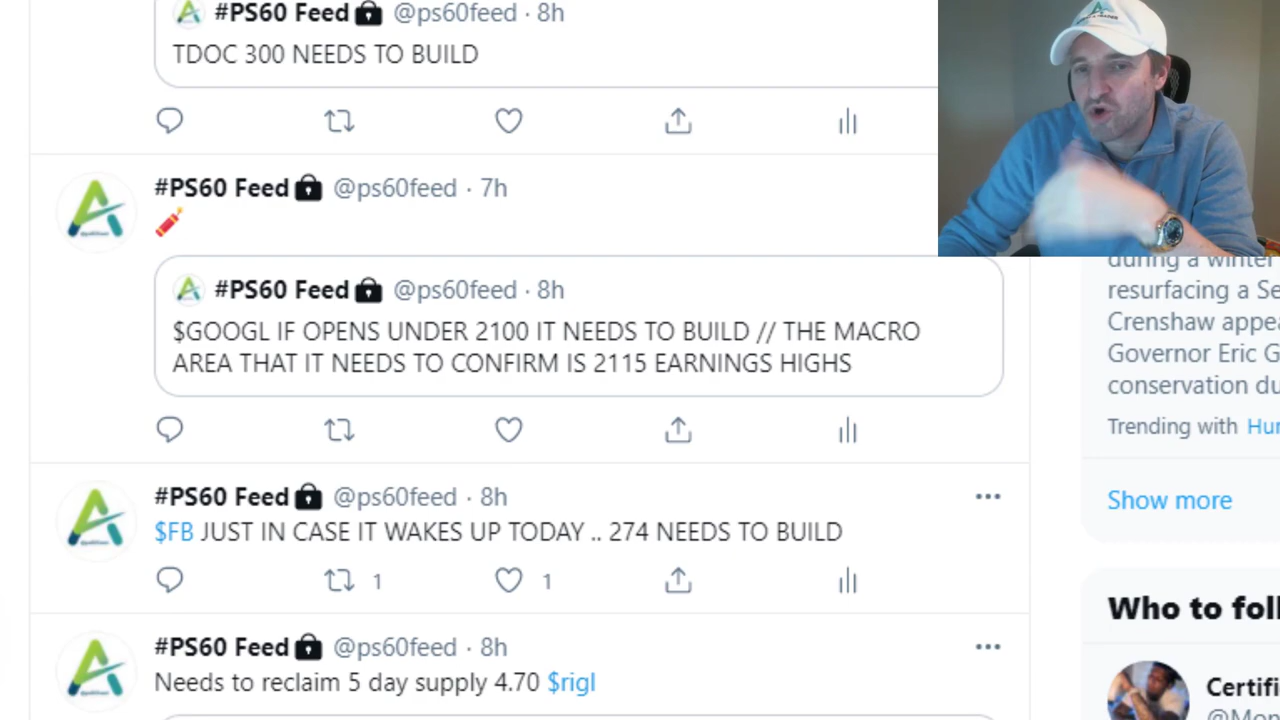 #PS60 Feed @ps60feed · 8h
TDOC 300 NEEDS TO BUILD
#PS60 Feed @ps60feed · 7h
#PS60 Feed @ps60feed · 8h
$GOOGL IF OPENS UNDER 2100 IT NEEDS TO BUILD // THE MACRO
AREA THAT IT NEEDS TO CONFIRM IS 2115 EARNINGS HIGHS
#PS60 Feed @ps60feed · 8h
$FB JUST IN CASE IT WAKES UP TODAY .. 274 NEEDS TO BUILD
1 1
#PS60 Feed @ps60feed · 8h
Needs to reclaim 5 day supply 4.70 $rigl
during a winter
resurfacing a Se
Crenshaw appea
Governor Eric G
conservation du
Trending with Hur
Show more
Who to foll
Certifi